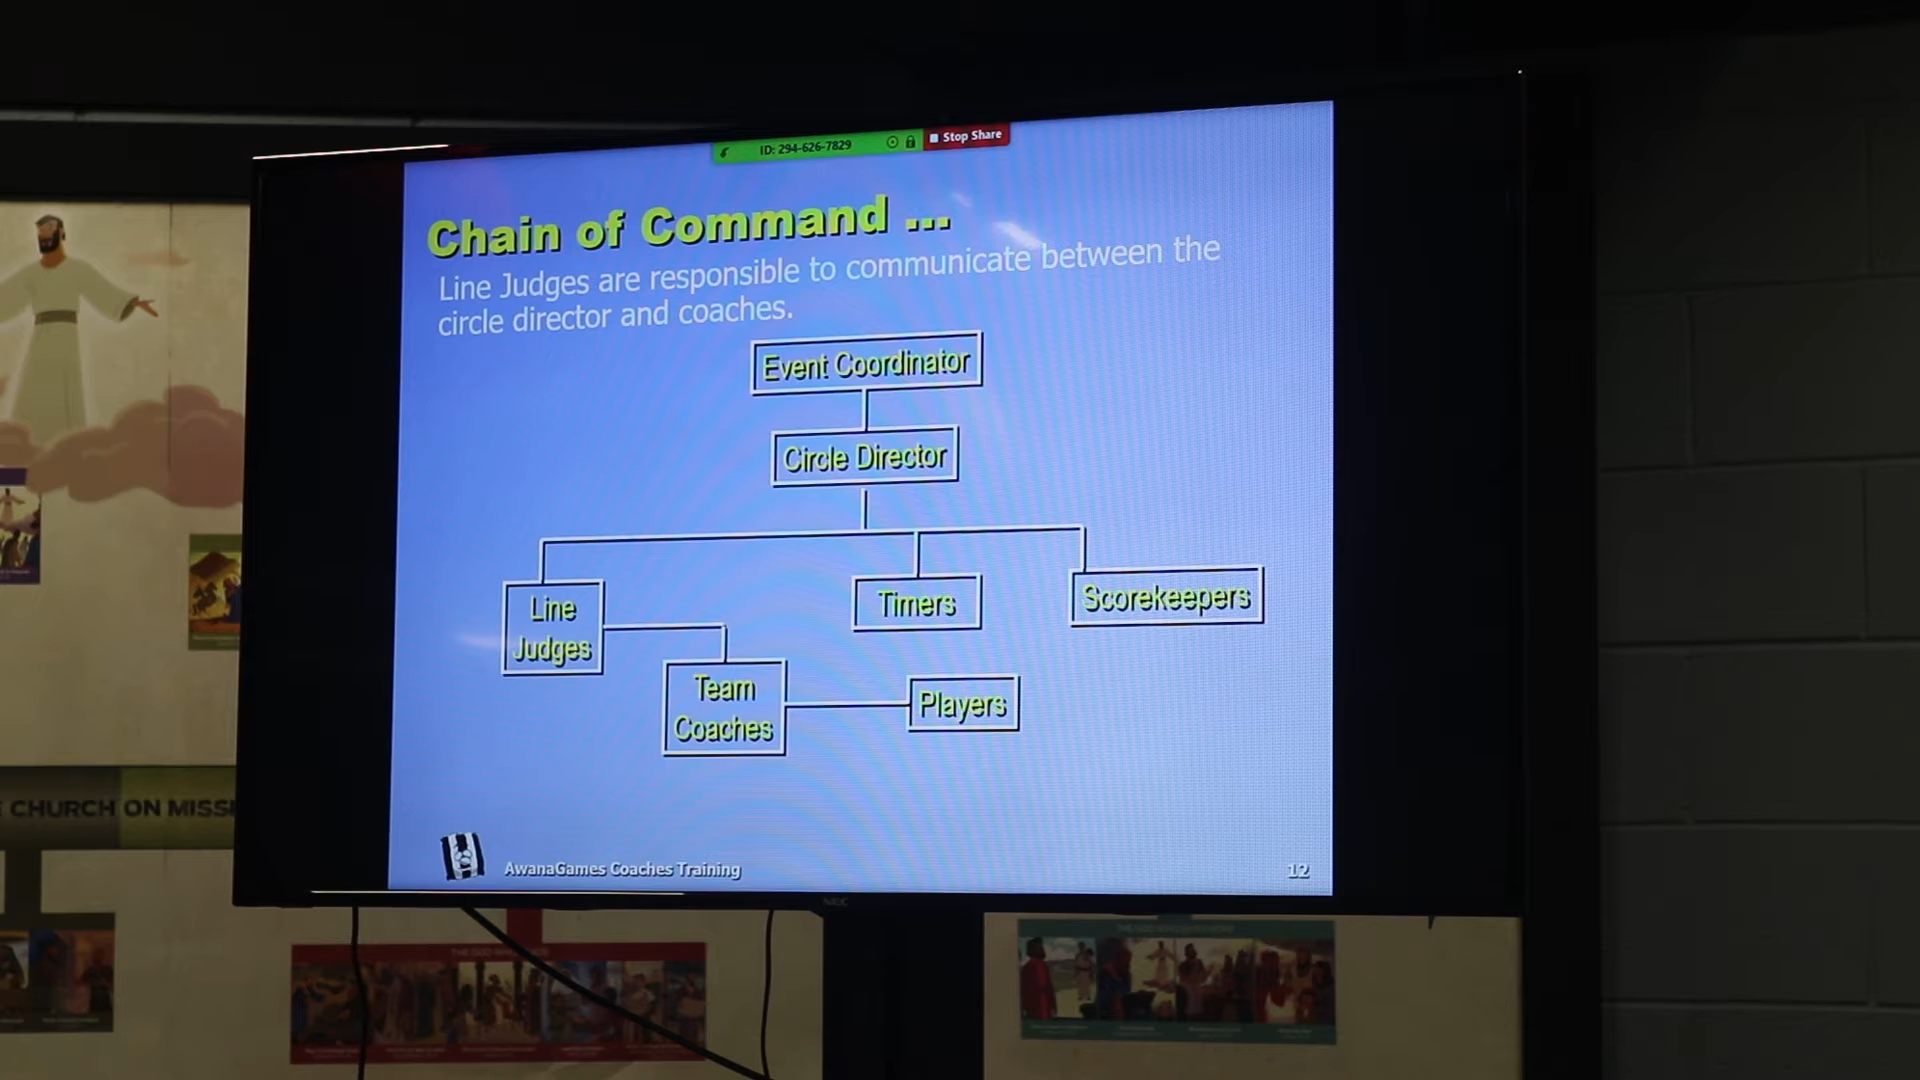 ID: 294-626-7829
Stop Share
Chain of Command ...
Line Judges are responsible to communicate between the
circle director and coaches.
Event Coordinator
Circle Director
Line
Judges
Timers
Scorekeepers
Team
Coaches
Players
AwanaGames Coaches Training
12
CHURCH ON MISSI
NEC